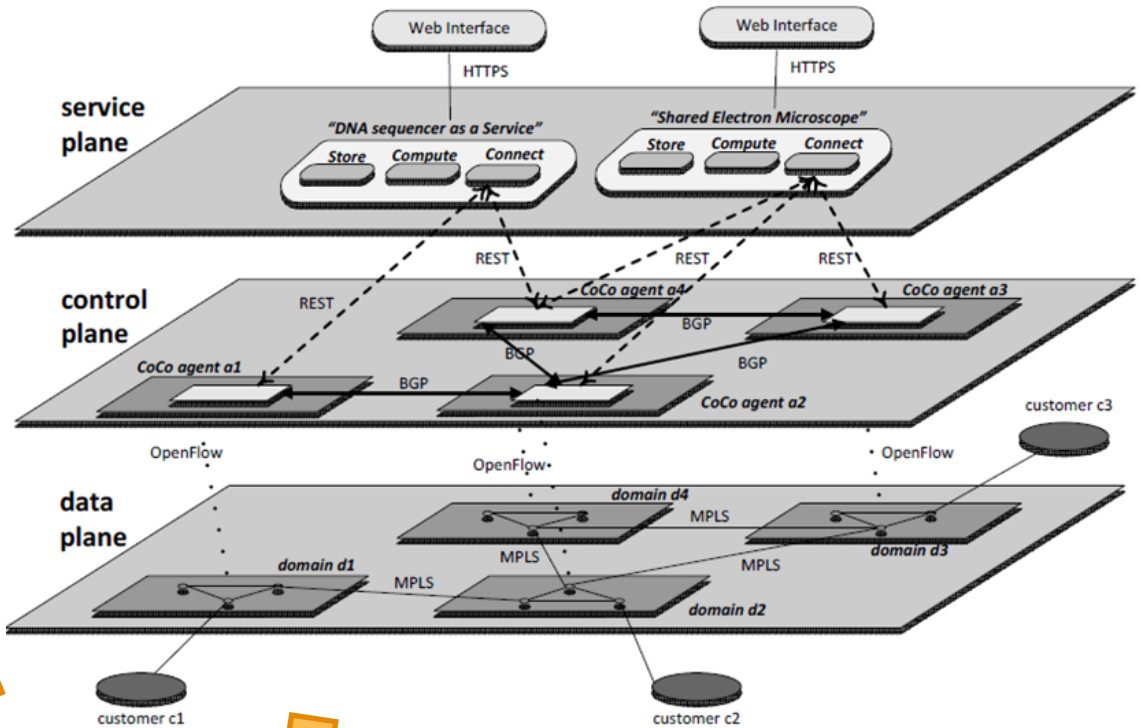 Web Interface
Web Interface
HTTPS
HTTPS
service
plane
"DNA sequencer as a Service"
Store
Compute
Connect
"Shared Electron Microscope"
Store
Compute
Connect
REST
REST
REST
REST
control
plane
CoCo agent a4
CoCo agent a3
BGP
BGP
BGP
CoCo agent a1
BGP
CoCo agent a2
customer c3
OpenFlow
OpenFlow
OpenFlow
data
plane
domain d4
MPLS
domain d3
MPLS
MPLS
domain d1
MPLS
domain d2
customer c1
customer c2